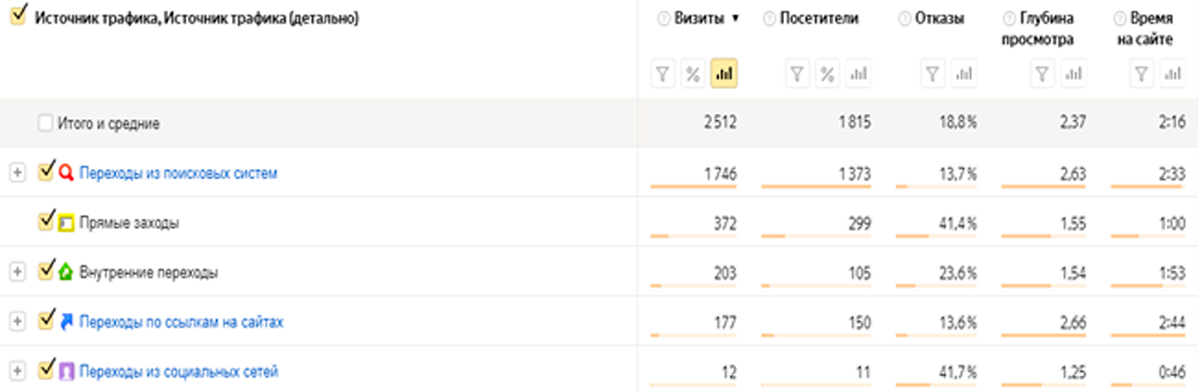 Источник трафика, Источник трафика (детально) Визиты ▼ Посетители Отказы Глубина просмотра Время на сайте
% %
Итого и средние 2 512 1 815 18,8 % 2,37 2:16
Переходы из поисковых систем 1 746 1 373 13,7 % 2,63 2:33
Прямые заходы 372 299 41,4 % 1,55 1:00
Внутренние переходы 203 105 23,6 % 1,54 1:53
Переходы по ссылкам на сайтах 177 150 13,6 % 2,66 2:44
Переходы из социальных сетей 12 11 41,7 % 1,25 0:46